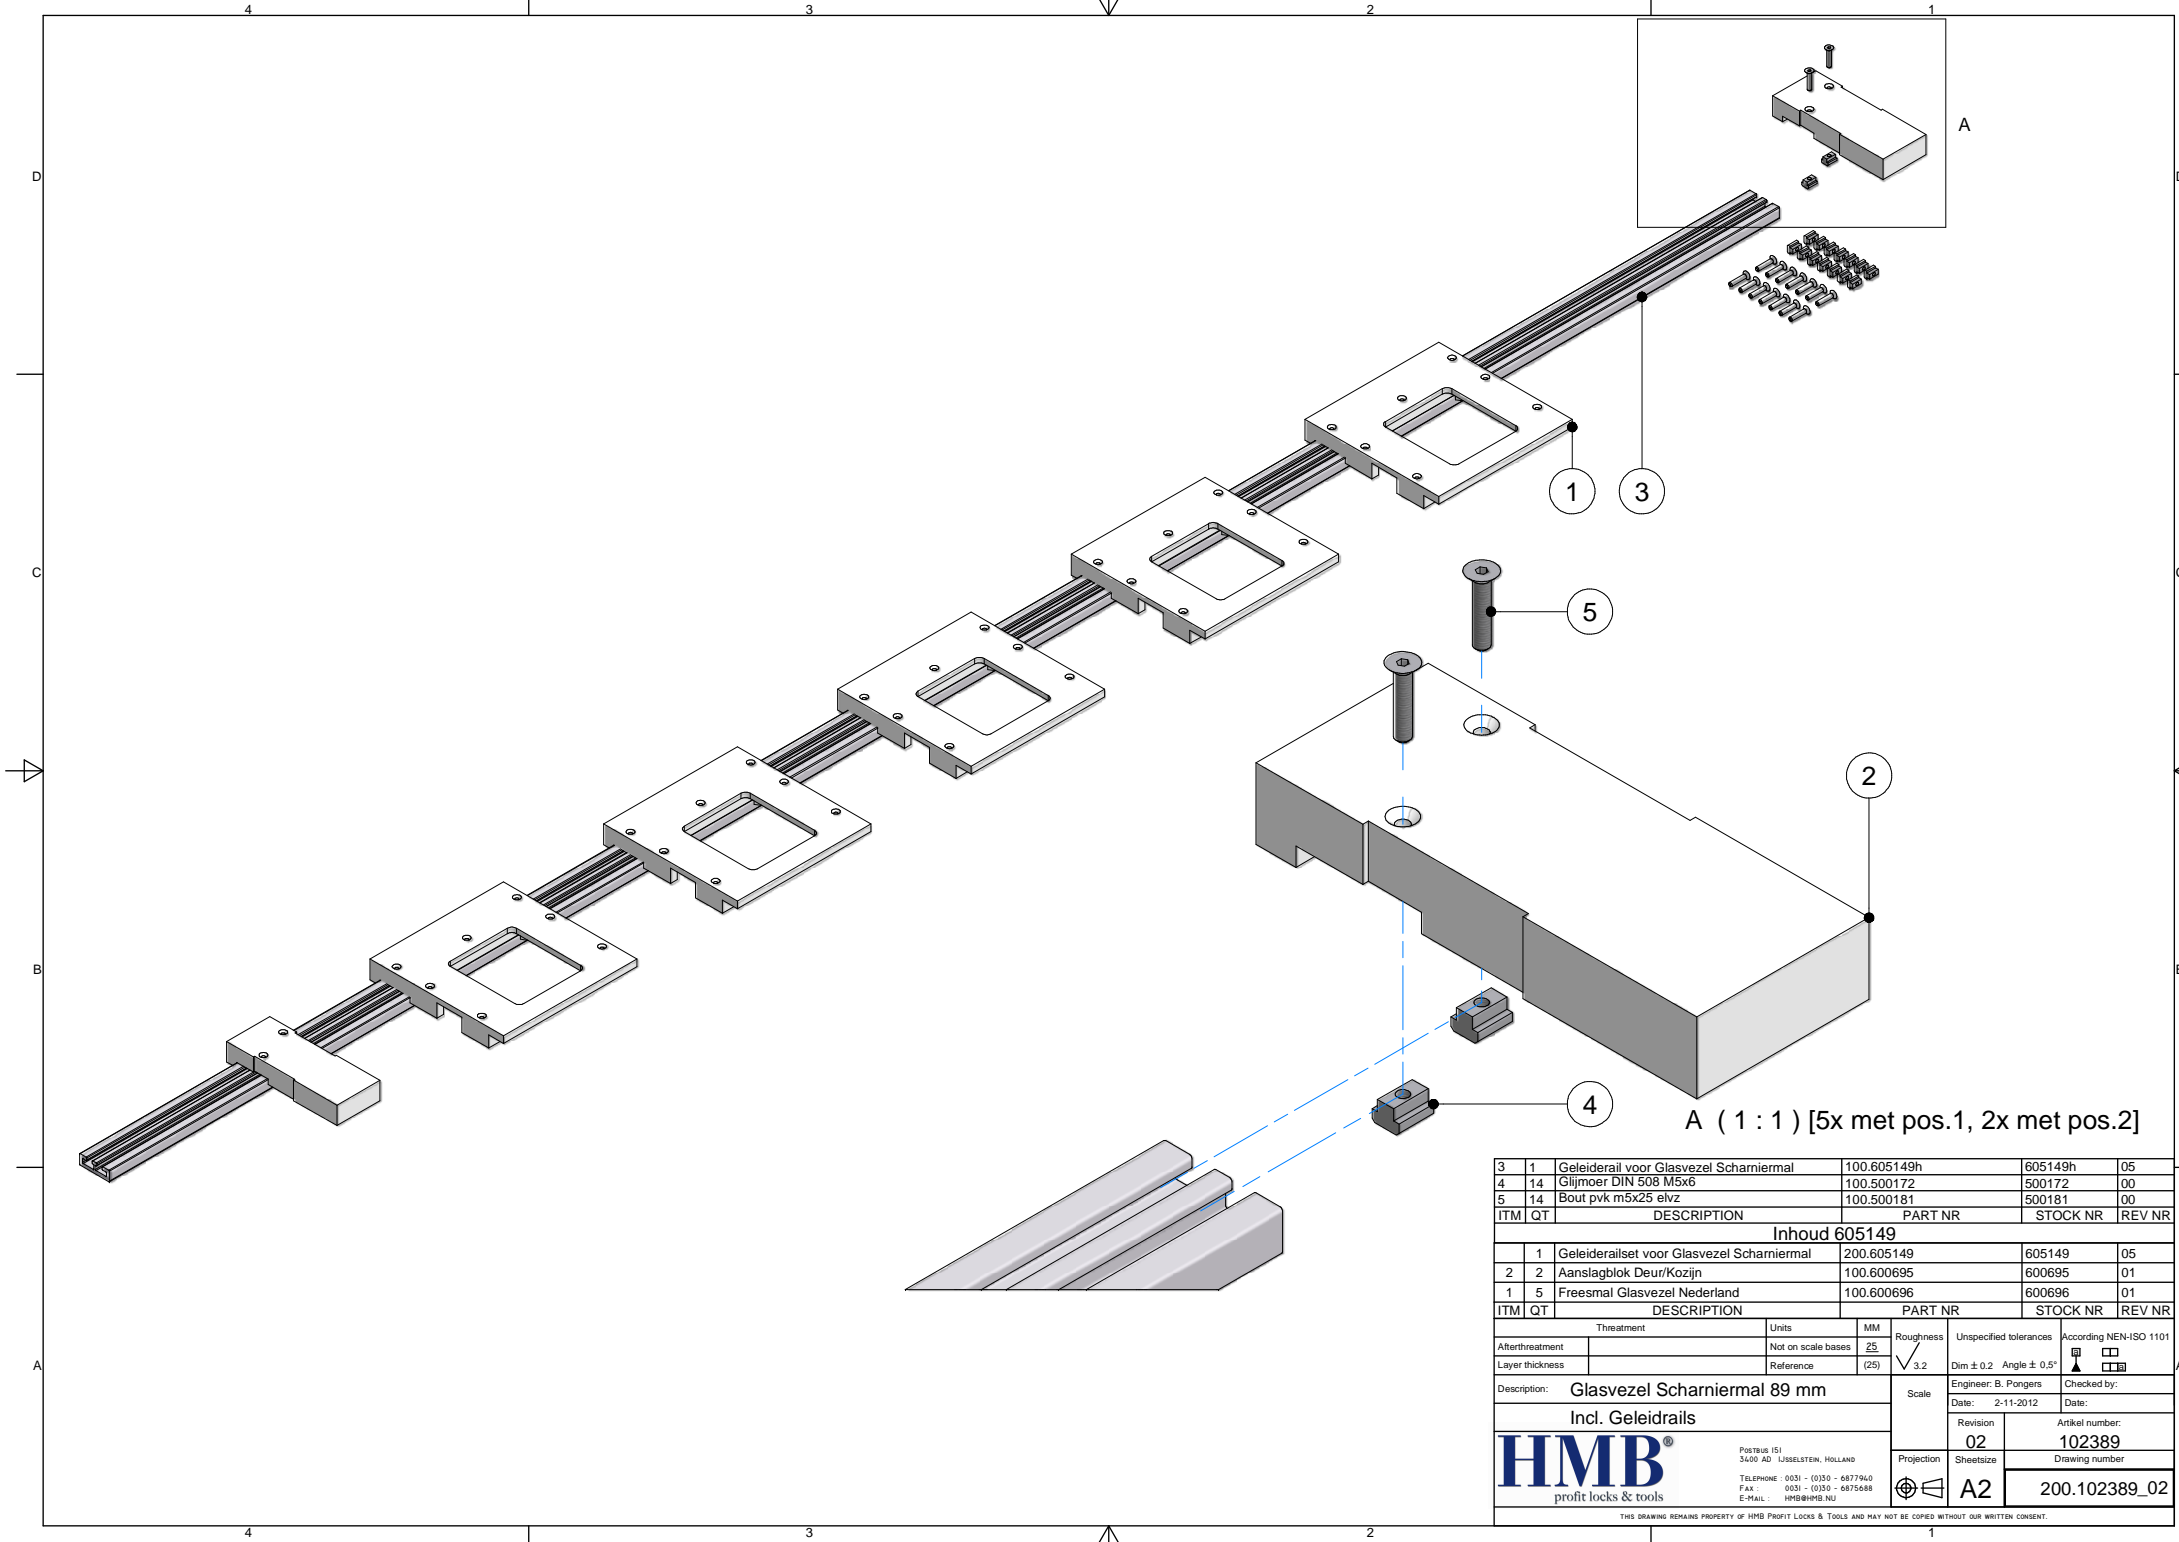 4 3 2 1
D
C
B
A
A
1
3
5
2
4
A ( 1 : 1 ) [5x met pos.1, 2x met pos.2]
3 1 Geleiderail voor Glasvezel Scharniermal 100.605149h 605149h 05
4 14 Glijmoer DIN 508 M5x6 100.500172 500172 00
5 14 Bout pvk m5x25 elvz 100.500181 500181 00
ITM QT DESCRIPTION PART NR STOCK NR REV NR
Inhoud 605149
1 Geleiderailset voor Glasvezel Scharniermal 200.605149 605149 05
2 2 Aanslagblok Deur/Kozijn 100.600695 600695 01
1 5 Freesmal Glasvezel Nederland 100.600696 600696 01
ITM QT DESCRIPTION PART NR STOCK NR REV NR
Threatment Units MM
Afterthreatment Not on scale bases 25
Layer thickness Reference (25)
Roughness
3.2
Unspecified tolerances
Dim ± 0.2 Angle ± 0,5°
According NEN-ISO 1101
Description: Glasvezel Scharniermal 89 mm
Incl. Geleidrails
Scale
Engineer: B. Pongers Checked by:
Date: 2-11-2012 Date:
Revision
02
Artikel number:
102389
Projection
Sheetsize
A2
Drawing number
200.102389_02
HMB®
profit locks & tools
Postbus 151
3400 AD IJsselstein, Holland
Telephone : 0031 - (0)30 - 6877940
Fax : 0031 - (0)30 - 6875688
E-Mail : HMB@HMB.NU
This drawing remains property of HMB Profit Locks & Tools and may not be copied without our written consent.
4 3 2 1